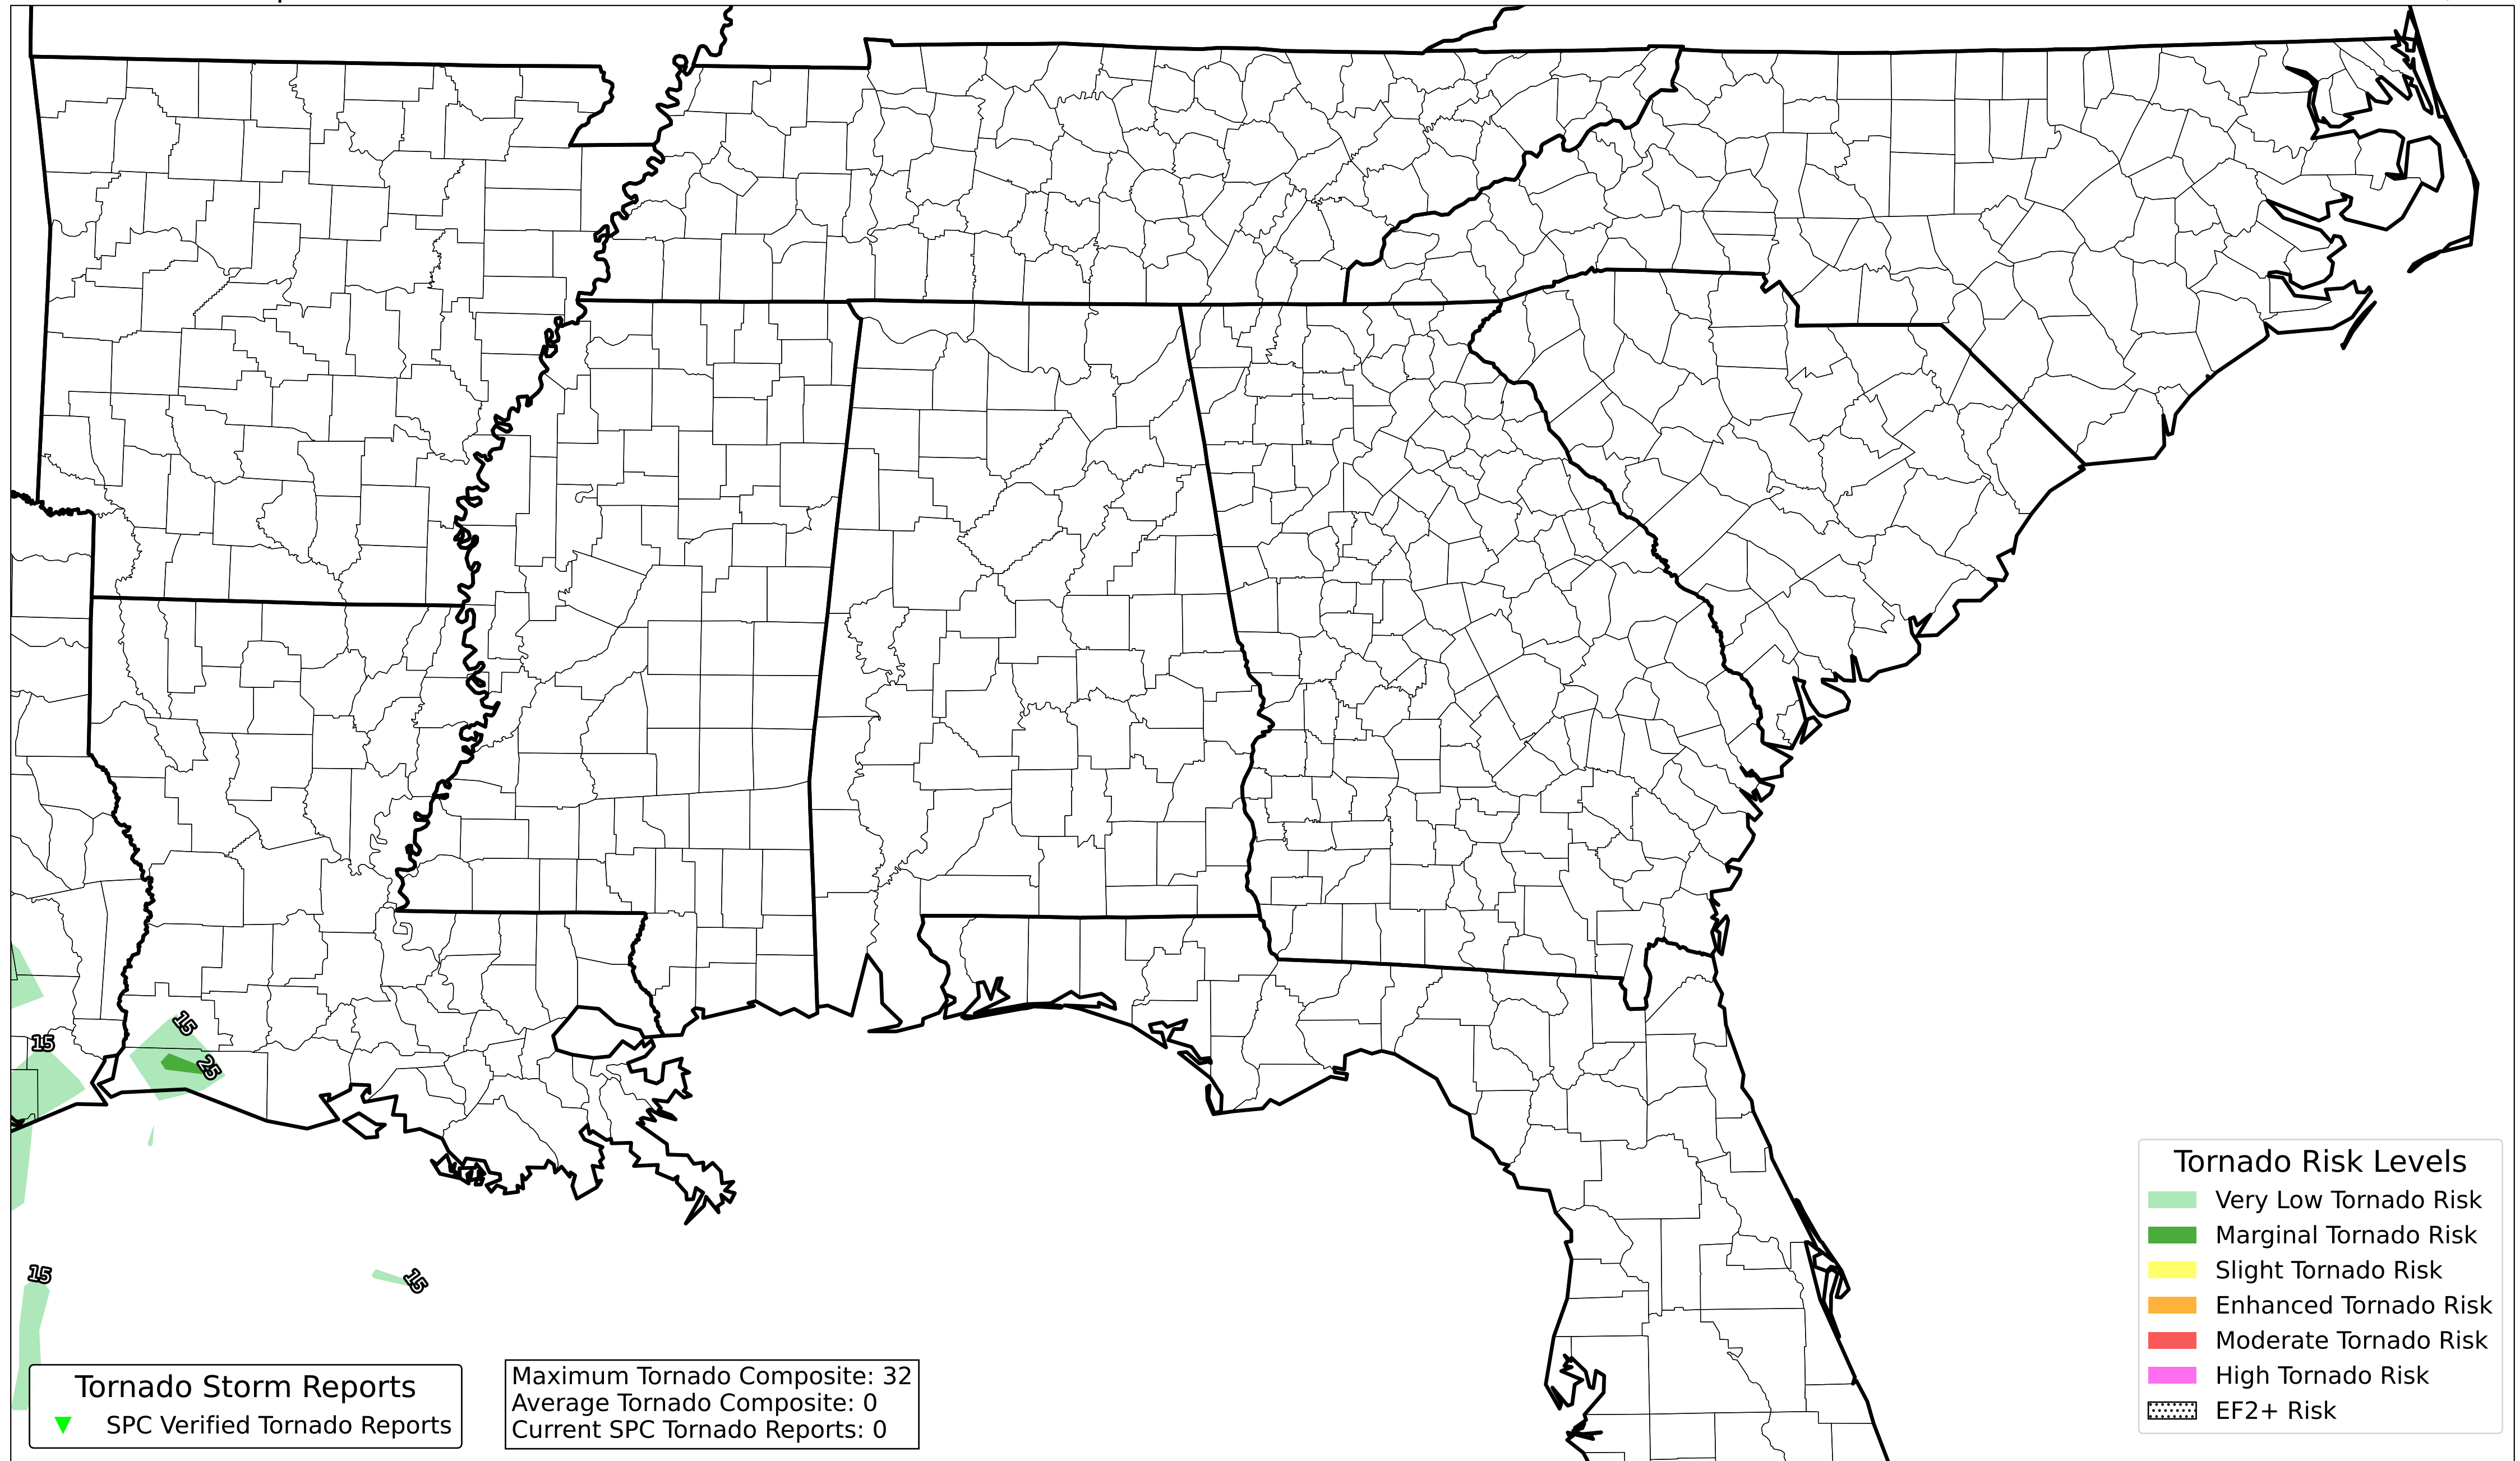 15
15
25
15
15
Tornado Storm Reports
SPC Verified Tornado Reports
Maximum Tornado Composite: 32
Average Tornado Composite: 0
Current SPC Tornado Reports: 0
Tornado Risk Levels
Very Low Tornado Risk
Marginal Tornado Risk
Slight Tornado Risk
Enhanced Tornado Risk
Moderate Tornado Risk
High Tornado Risk
EF2+ Risk